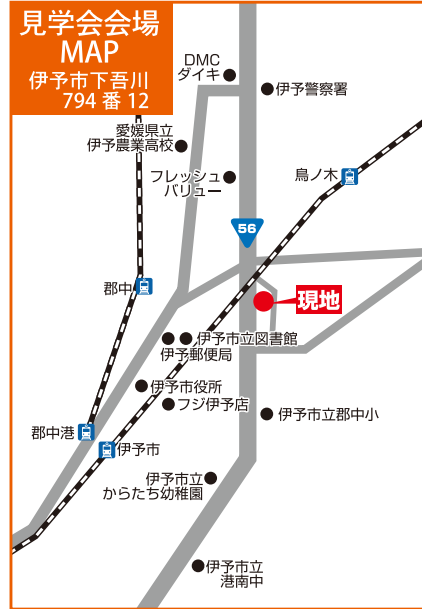 見学会会場
MAP
伊予市下吾川
794番12
DMC
ダイキ
伊予警察署
愛媛県立
伊予農業高校
フレッシュ
バリュー
鳥ノ木
56
郡中
現地
伊予市立図書館
伊予郵便局
伊予市役所
フジ伊予店
伊予市立郡中小
郡中港
伊予市
伊予市立
からたち幼稚園
伊予市立
港南中